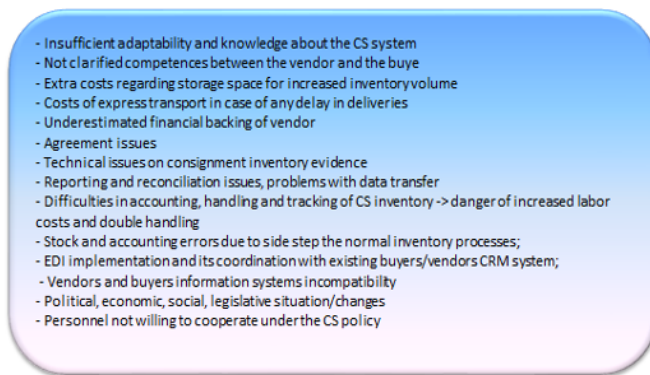 - Insufficient adaptability and knowledge about the CS system
- Not clarified competences between the vendor and the buye
- Extra costs regarding storage space for increased inventory volume
- Costs of express transport in case of any delay in deliveries
- Underestimated financial backing of vendor
- Agreement issues
- Technical issues on consignment inventory evidence
- Reporting and reconciliation issues, problems with data transfer
- Difficulties in accounting, handling and tracking of CS inventory -> danger of increased labor
costs and double handling
- Stock and accounting errors due to side step the normal inventory processes;
- EDI implementation and its coordination with existing buyers/vendors CRM system;
- Vendors and buyers information systems incompatibility
- Political, economic, social, legislative situation/changes
- Personnel not willing to cooperate under the CS policy